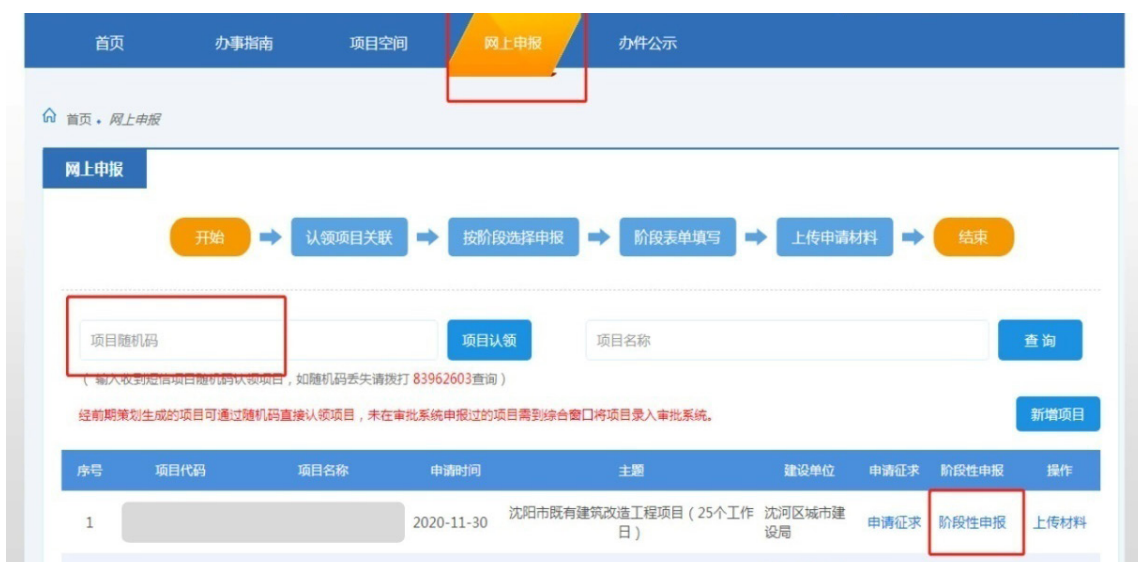 首页 办事指南 项目空间 网上申报 办件公示
首页 . 网上申报
网上申报
开始 认领项目关联 按阶段选择申报 阶段表单填写 上传申请材料 结束
项目随机码 项目认领 项目名称 查 询
( 输入收到短信项目随机码认领项目，如随机码丢失请拨打 83962603查询 )
经前期策划生成的项目可通过随机码直接认领项目，未在审批系统申报过的项目需到综合窗口将项目录入审批系统。
新增项目
序号 项目代码 项目名称 申请时间 主题 建设单位 申请征求 阶段性申报 操作
1 2020-11-30 沈阳市既有建筑改造工程项目（25个工作 沈河区城市建 申请征求 阶段性申报 上传材料
日） 设局